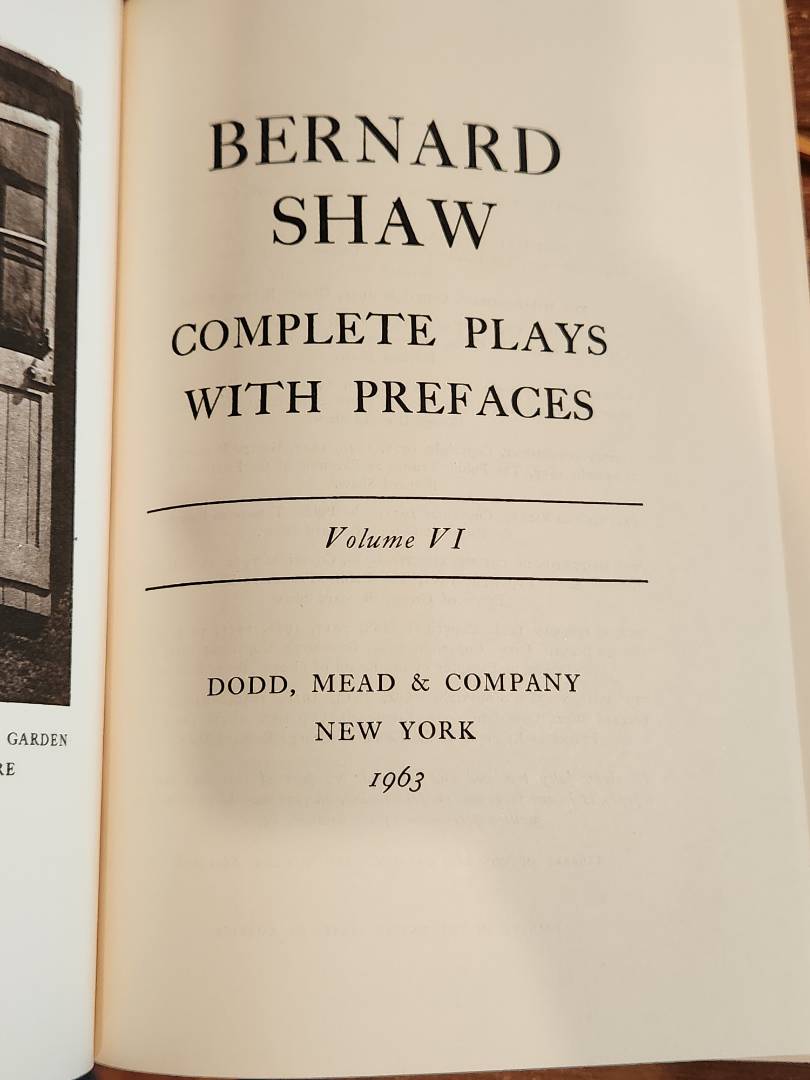 GARDEN
RE
BERNARD
SHAW
COMPLETE PLAYS
WITH PREFACES
Volume VI
DODD, MEAD & COMPANY
NEW YORK
1963